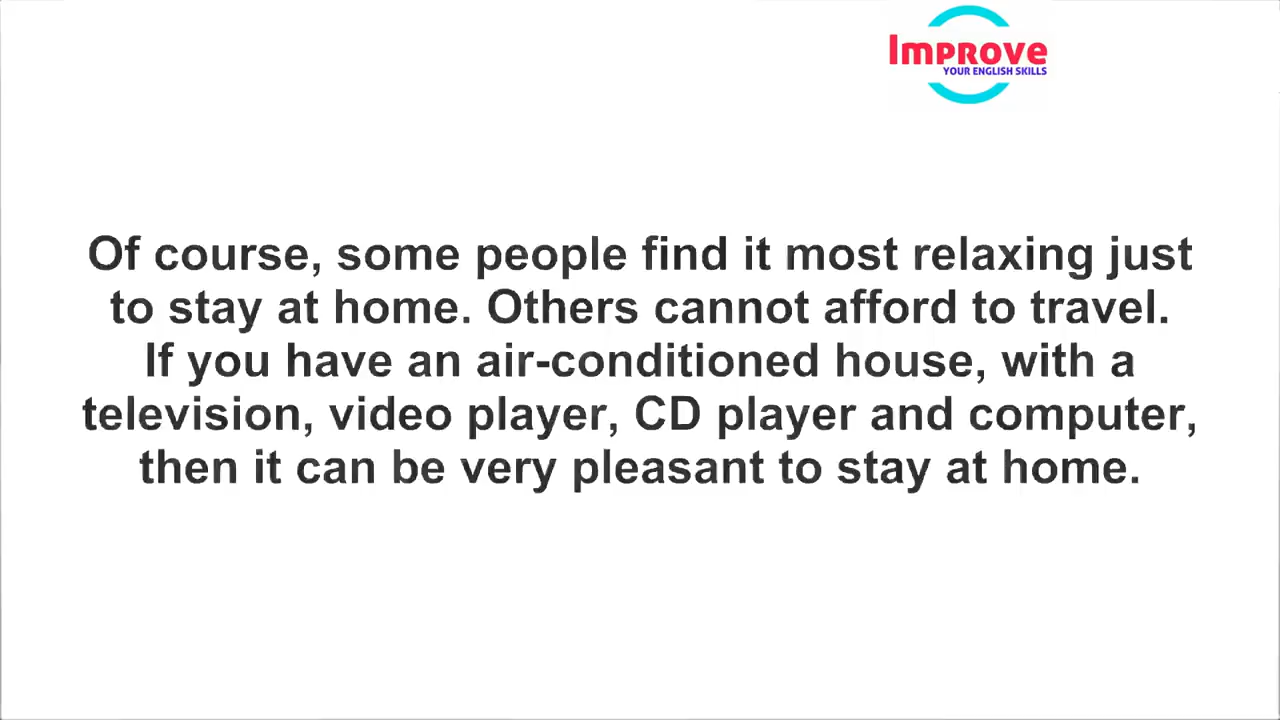 Improve
YOUR ENGLISH SKILLS
Of course, some people find it most relaxing just
to stay at home. Others cannot afford to travel.
If you have an air-conditioned house, with a
television, video player, CD player and computer,
then it can be very pleasant to stay at home.